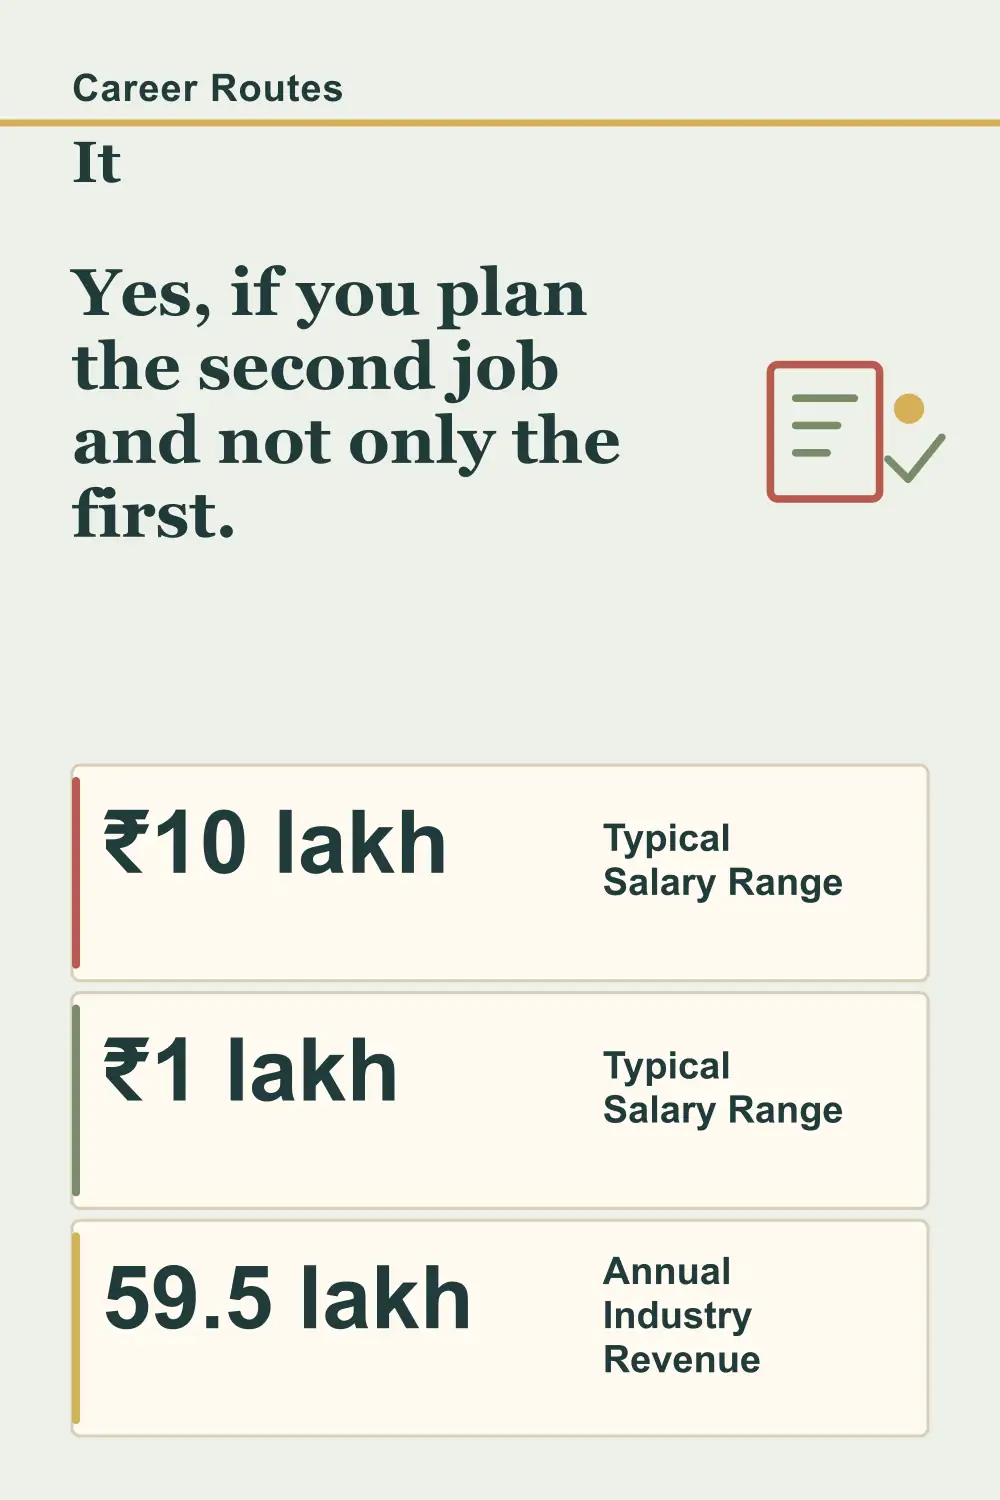 Career Routes
It
Yes, if you plan
the second job
and not only the
first.
₹10 lakh
Typical
Salary Range
₹1 lakh
Typical
Salary Range
59.5 lakh
Annual
Industry
Revenue